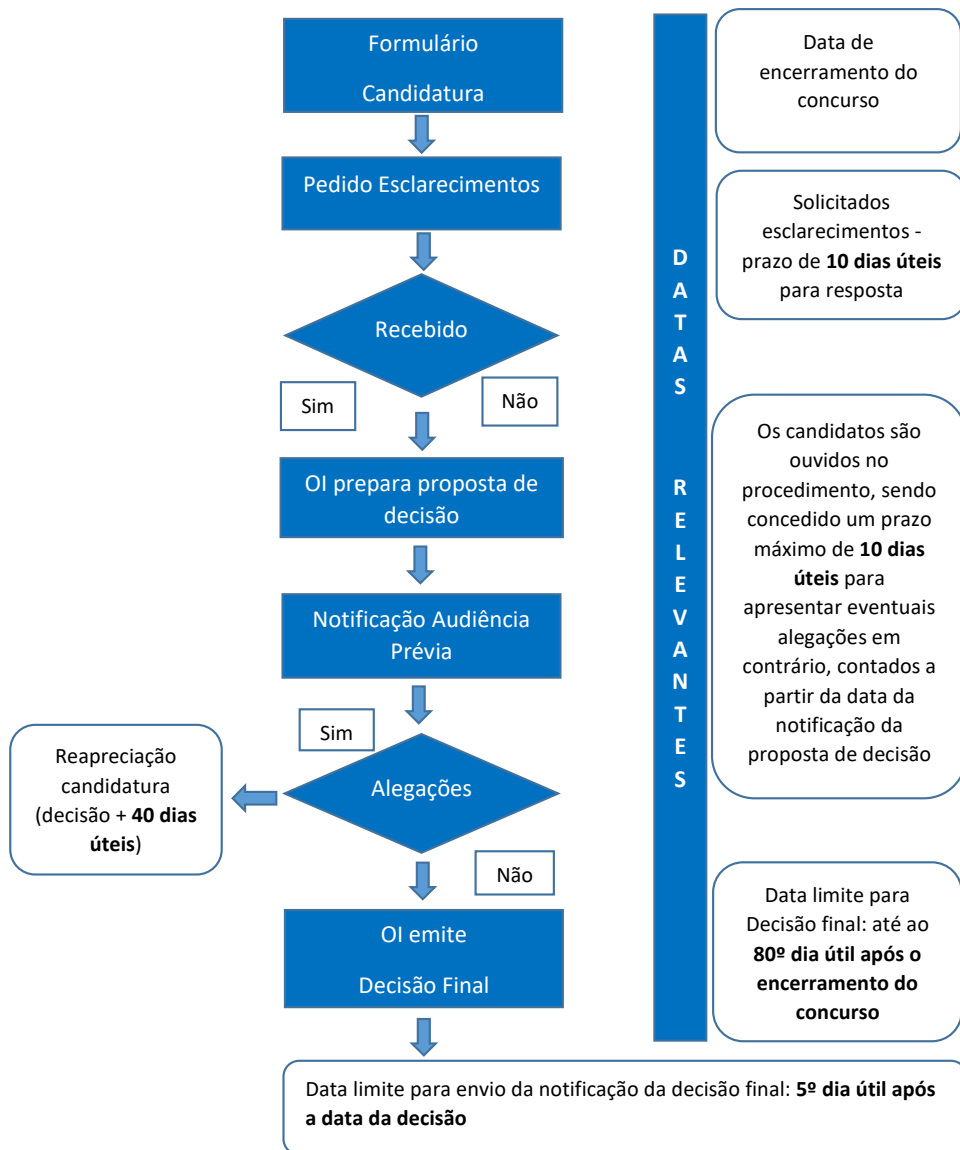 Formulário
Candidatura
Data de
encerramento do
concurso
Pedido Esclarecimentos
Solicitados
esclarecimentos -
prazo de 10 dias úteis
para resposta
Recebido
Sim
Não
OI prepara proposta de
decisão
Notificação Audiência
Prévia
Os candidatos são
ouvidos no
procedimento, sendo
concedido um prazo
máximo de 10 dias
úteis para
apresentar eventuais
alegações em
contrário, contados a
partir da data da
notificação da
proposta de decisão
DATAS RELEVANTES
Sim
Alegações
Reapreciação
candidatura
(decisão + 40 dias
úteis)
Não
OI emite
Decisão Final
Data limite para
Decisão final: até ao
80º dia útil após o
encerramento do
concurso
Data limite para envio da notificação da decisão final: 5º dia útil após
a data da decisão